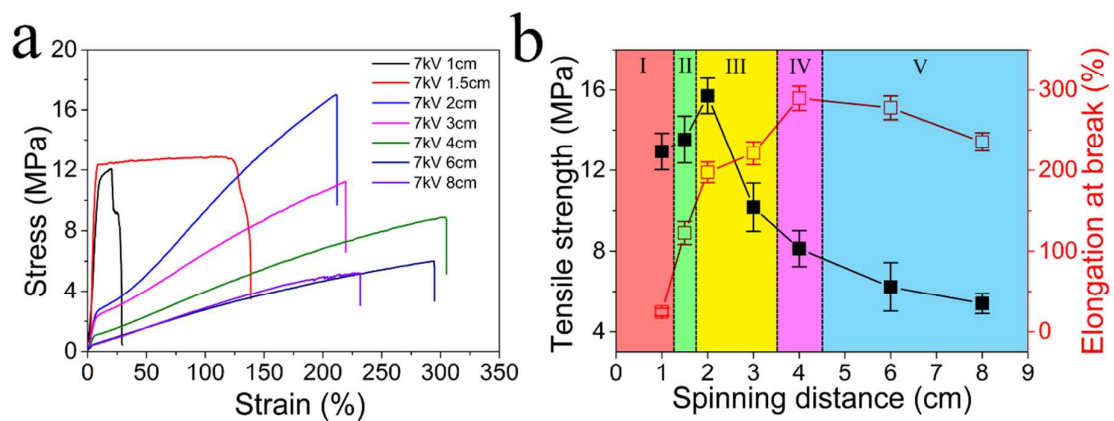 a
20
16
12
8
4
0
Stress (MPa)
0 50 100 150 200 250 300 350
Strain (%)
7kV 1cm
7kV 1.5cm
7kV 2cm
7kV 3cm
7kV 4cm
7kV 6cm
7kV 8cm
b
I II III IV V
16
12
8
4
Tensile strength (MPa)
300
200
100
0
Elongation at break (%)
0 1 2 3 4 5 6 7 8 9
Spinning distance (cm)